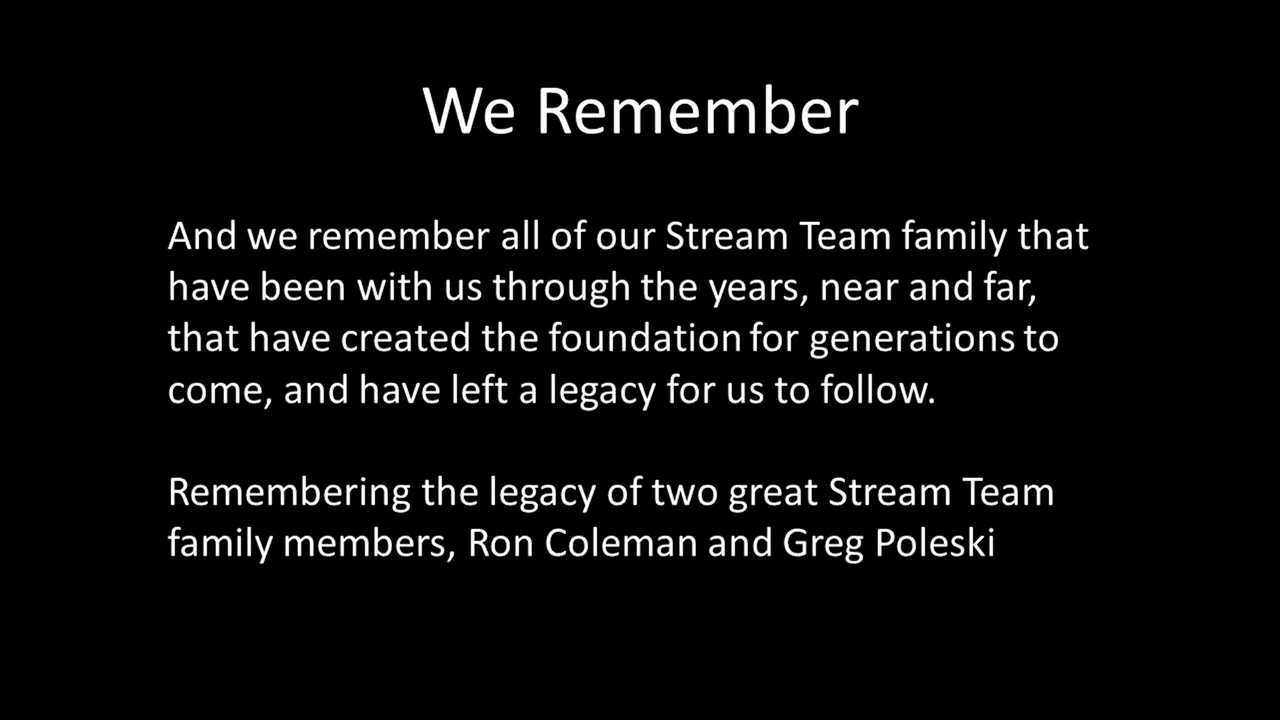 We Remember
And we remember all of our Stream Team family that
have been with us through the years, near and far,
that have created the foundation for generations to
come, and have left a legacy for us to follow.
Remembering the legacy of two great Stream Team
family members, Ron Coleman and Greg Poleski